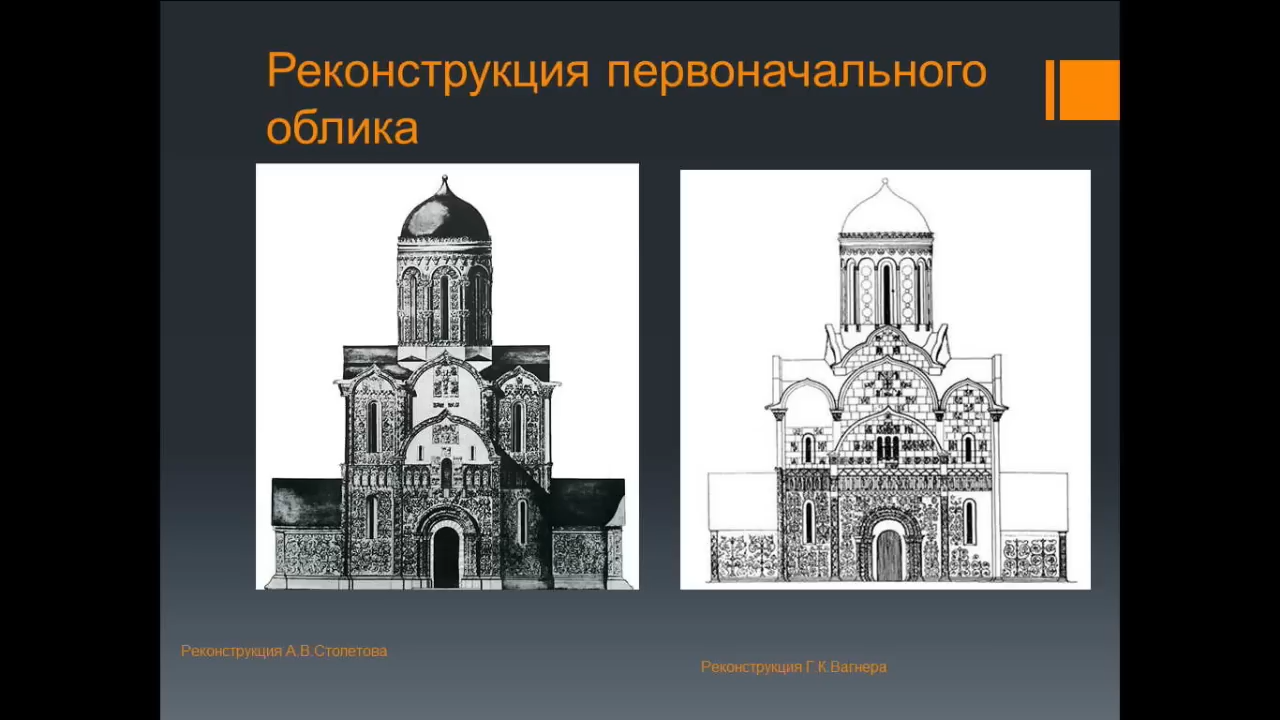 Реконструкция первоначального
облика
Реконструкция А.В.Столетова
Реконструкция Г.К.Вагнера